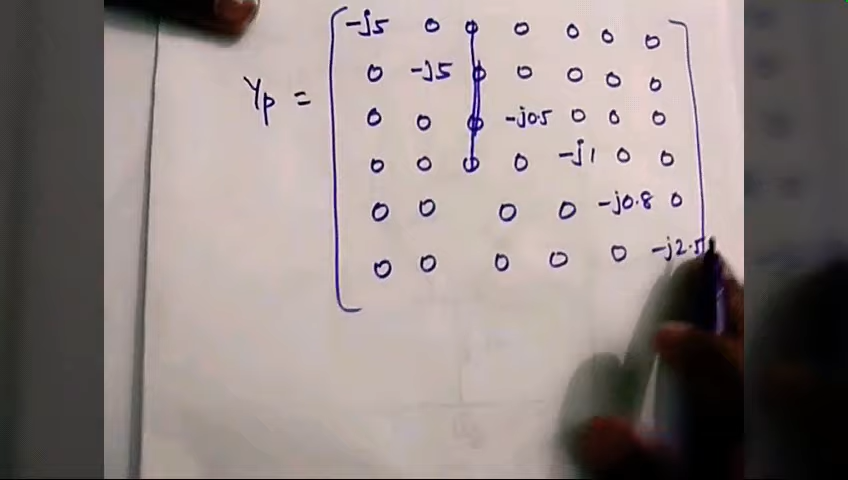 -j5 0 0 0 0 0 0
Yp = 0 -j5 0 0 0 0 0
0 0 0 -j0.5 0 0 0
0 0 0 0 -j1 0 0
0 0 0 0 -j0.8 0
0 0 0 0 0 -j2.5